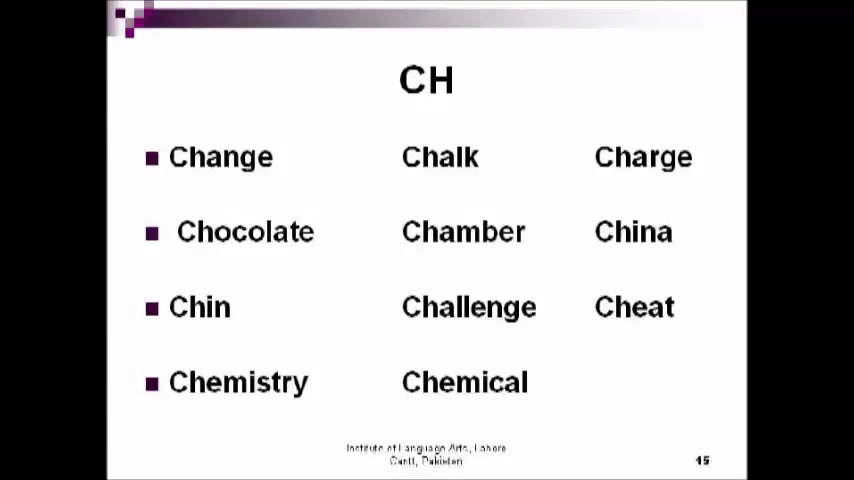 CH
Change Chalk Charge
Chocolate Chamber China
Chin Challenge Cheat
Chemistry Chemical
Institute of Language Arts, Lahore
Cantt, Pakistan
15